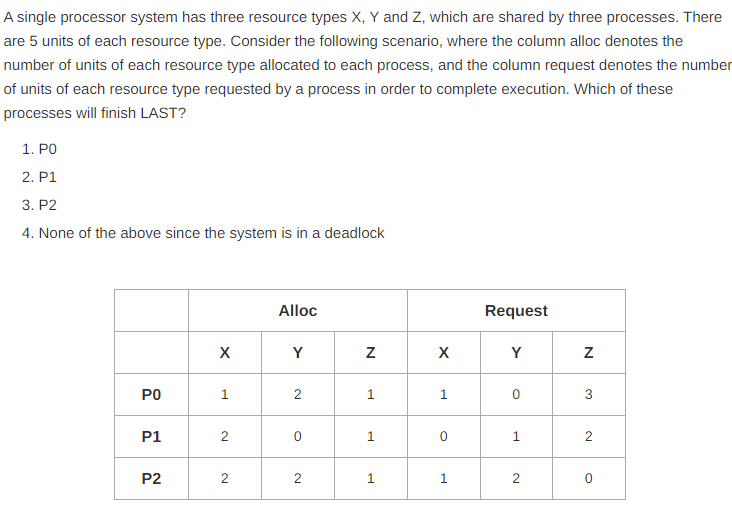 A single processor system has three resource types X, Y and Z, which are shared by three processes. There
are 5 units of each resource type. Consider the following scenario, where the column alloc denotes the
number of units of each resource type allocated to each process, and the column request denotes the number
of units of each resource type requested by a process in order to complete execution. Which of these
processes will finish LAST?
1. P0
2. P1
3. P2
4. None of the above since the system is in a deadlock
Alloc Request
X Y Z X Y Z
P0 1 2 1 1 0 3
P1 2 0 1 0 1 2
P2 2 2 1 1 2 0